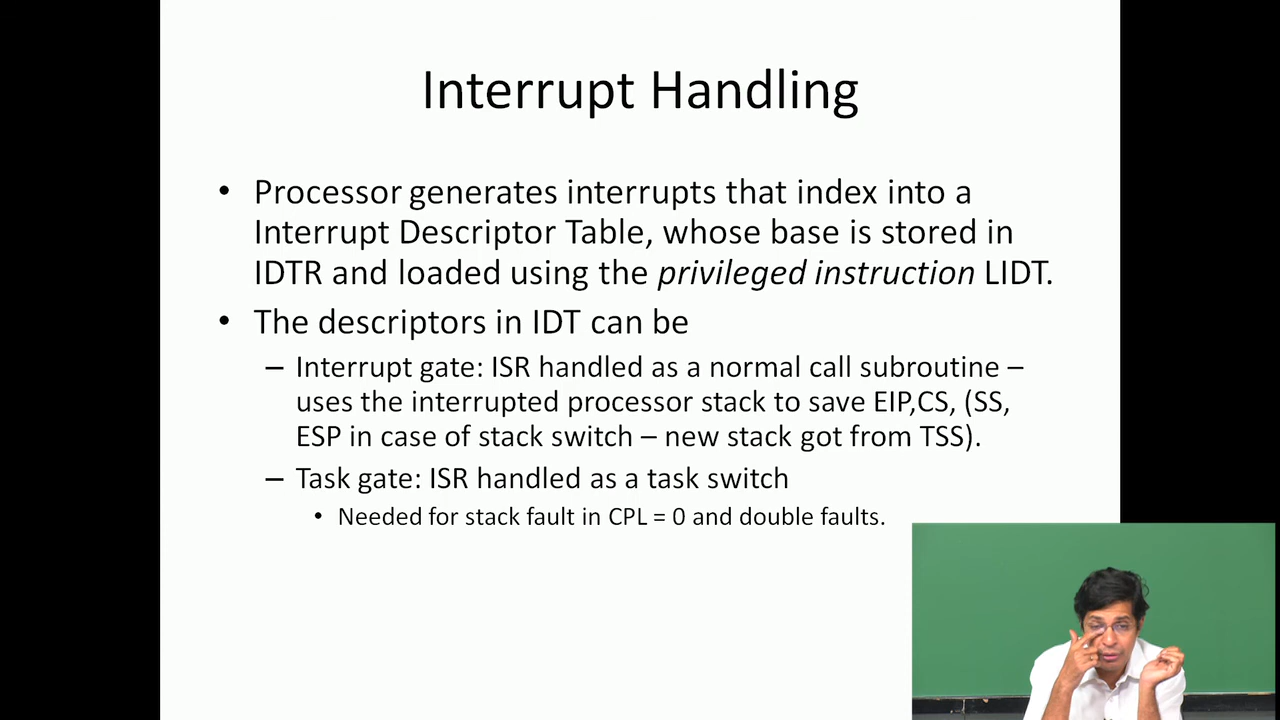 Interrupt Handling
• Processor generates interrupts that index into a
Interrupt Descriptor Table, whose base is stored in
IDTR and loaded using the privileged instruction LIDT.
• The descriptors in IDT can be
– Interrupt gate: ISR handled as a normal call subroutine –
uses the interrupted processor stack to save EIP,CS, (SS,
ESP in case of stack switch – new stack got from TSS).
– Task gate: ISR handled as a task switch
• Needed for stack fault in CPL = 0 and double faults.